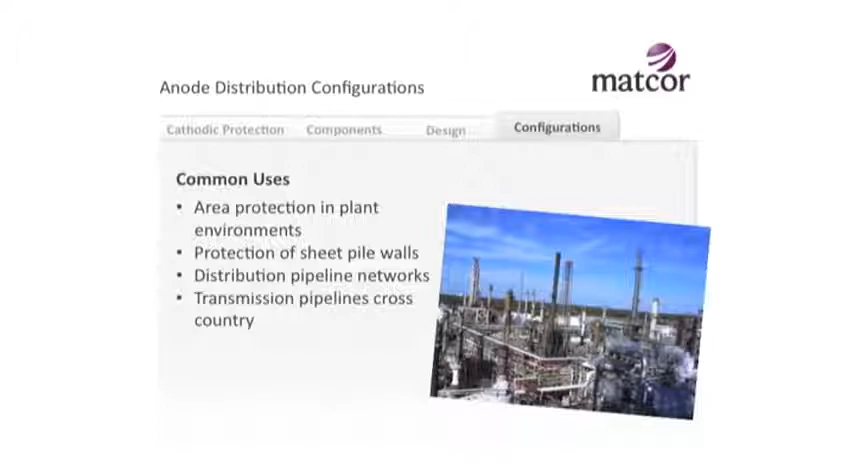 matcor
Anode Distribution Configurations
Cathodic Protection
Components
Design
Configurations
Common Uses
• Area protection in plant
environments
• Protection of sheet pile walls
• Distribution pipeline networks
• Transmission pipelines cross
country